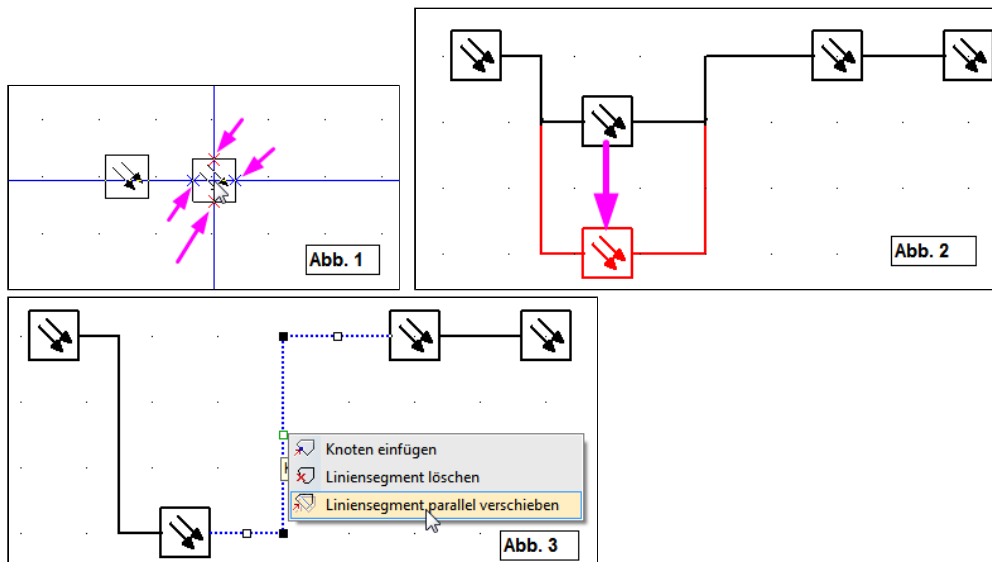 Abb. 1
Abb. 2
Knoten einfügen
Liniensegment löschen
Liniensegment parallel verschieben
Abb. 3